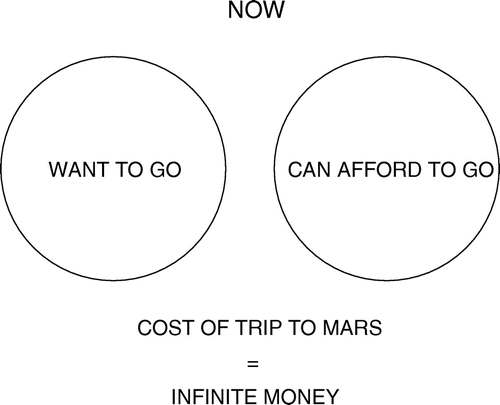 NOW
WANT TO GO
CAN AFFORD TO GO
COST OF TRIP TO MARS
=
INFINITE MONEY